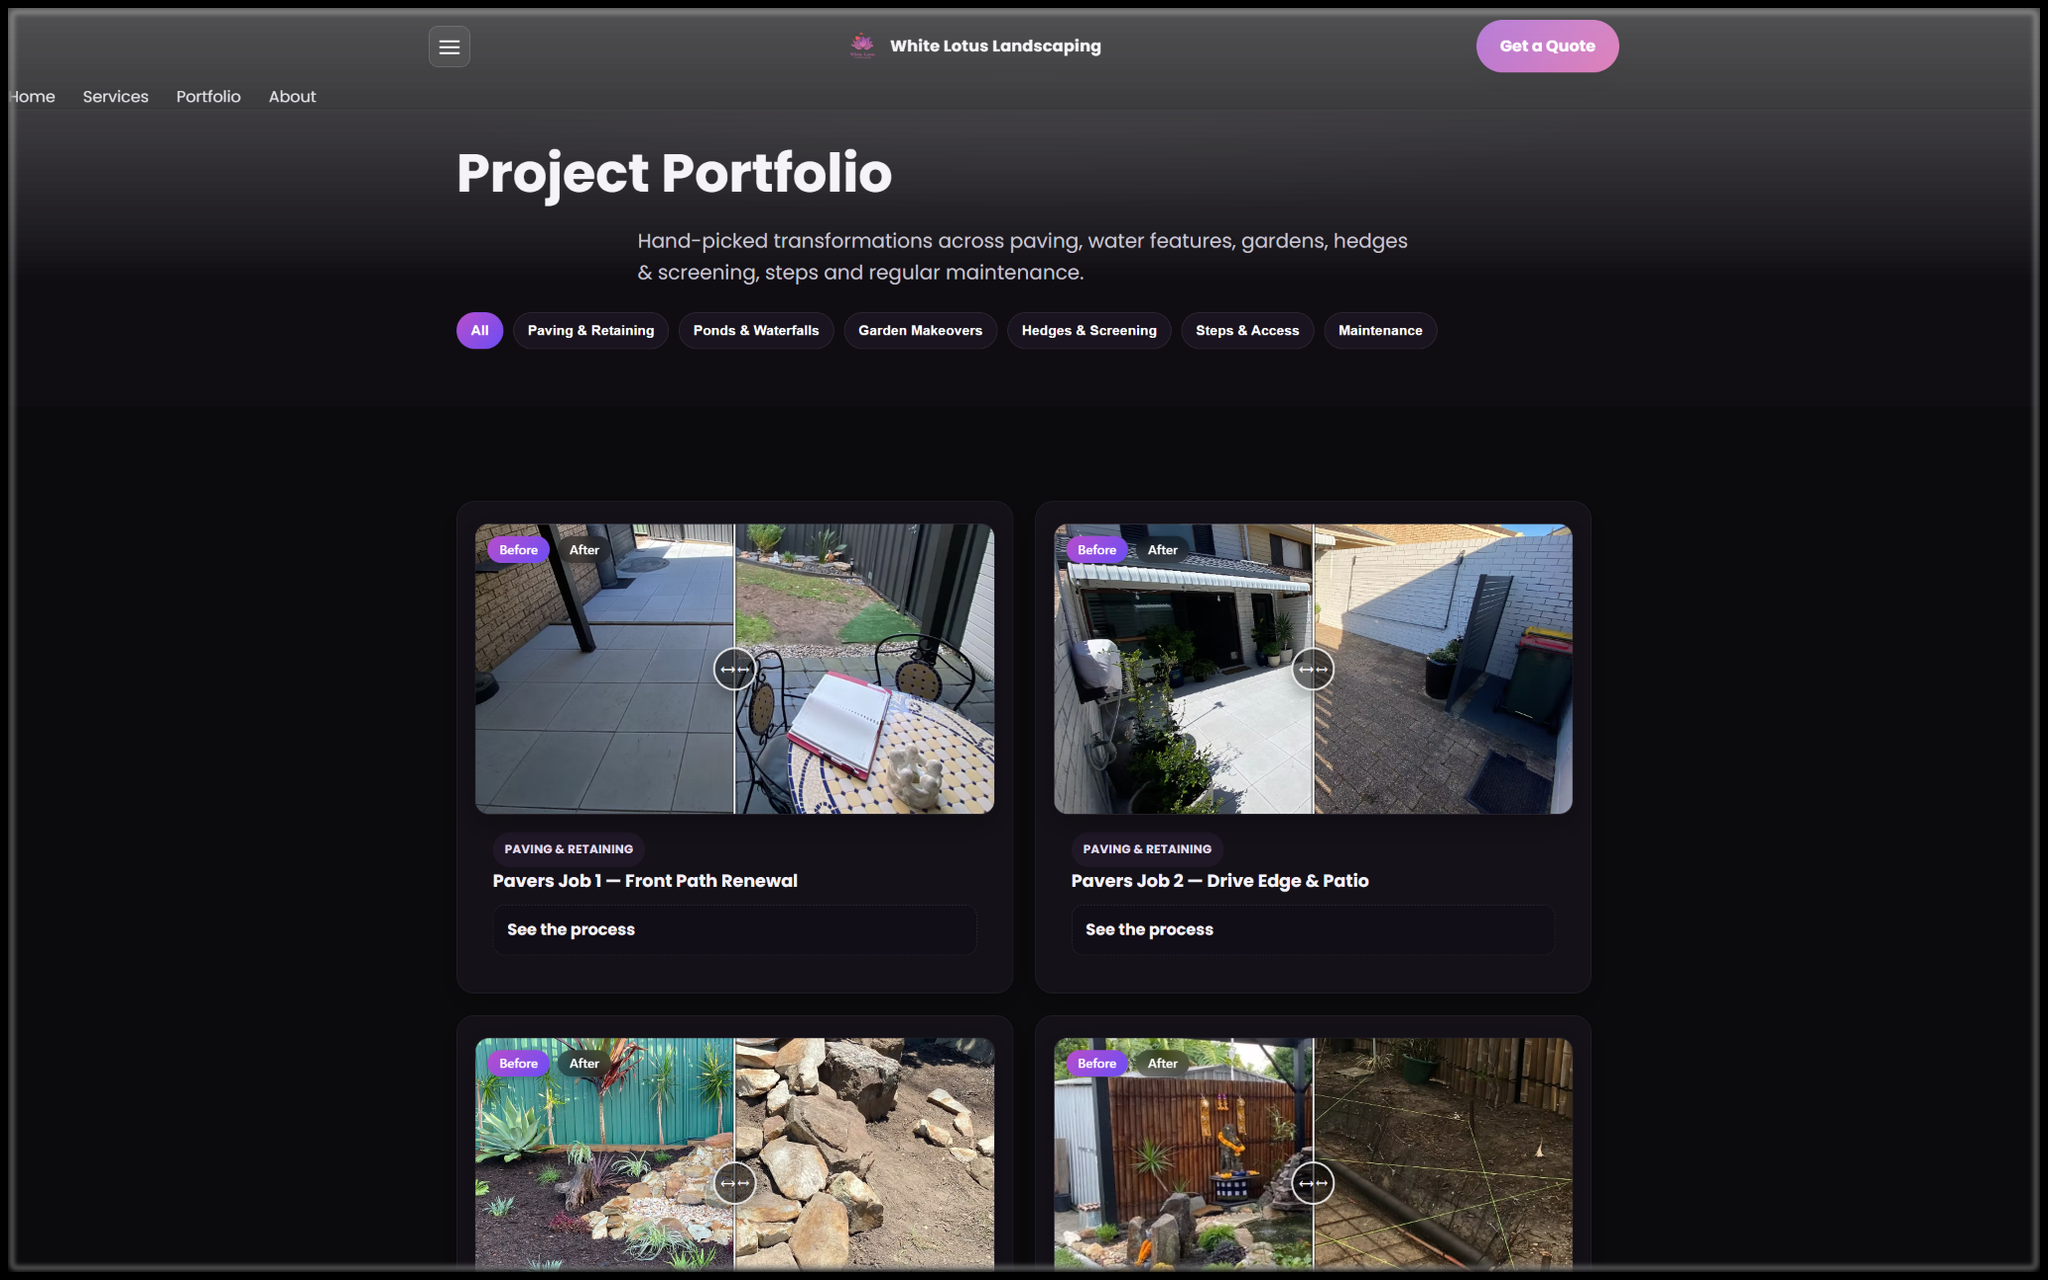 White Lotus Landscaping
Get a Quote
Home Services Portfolio About
Project Portfolio
Hand-picked transformations across paving, water features, gardens, hedges
& screening, steps and regular maintenance.
All Paving & Retaining Ponds & Waterfalls Garden Makeovers Hedges & Screening Steps & Access Maintenance
Before After
Before After
PAVING & RETAINING
Pavers Job 1 — Front Path Renewal
See the process
PAVING & RETAINING
Pavers Job 2 — Drive Edge & Patio
See the process
Before After
Before After